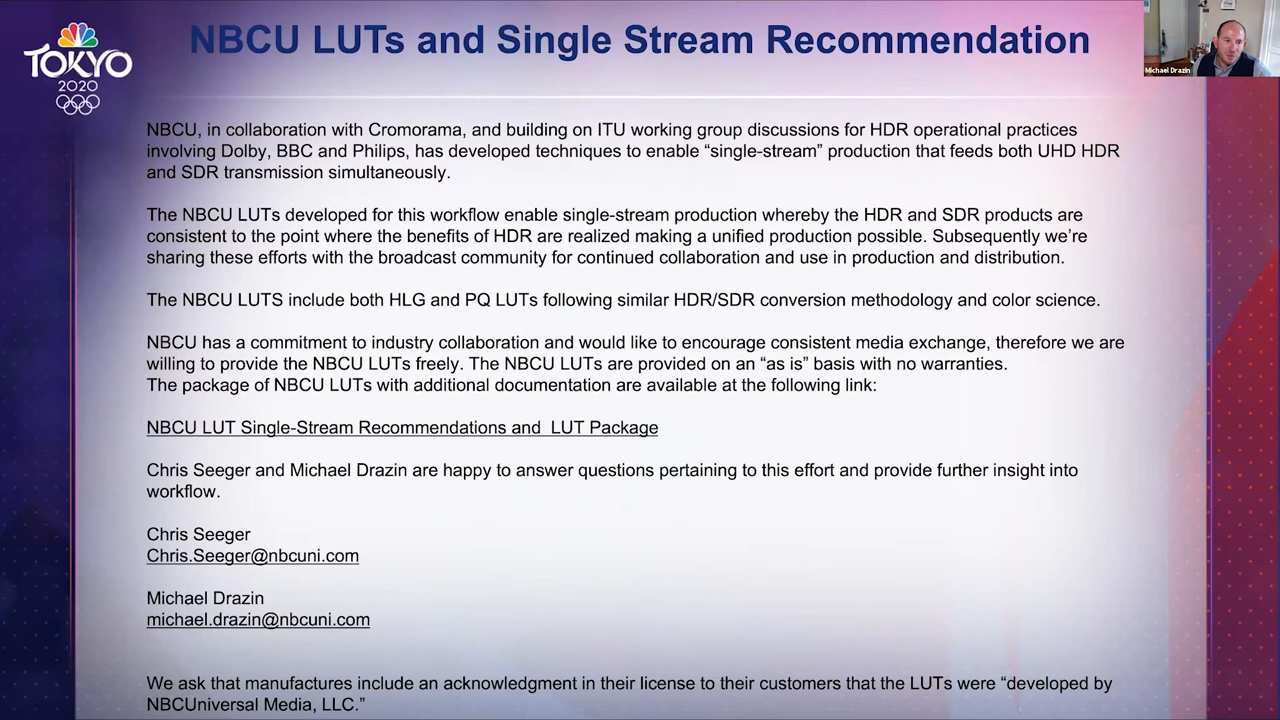 NBCU LUTs and Single Stream Recommendation
TOKYO
2020
Michael Drazin
NBCU, in collaboration with Cromorama, and building on ITU working group discussions for HDR operational practices
involving Dolby, BBC and Philips, has developed techniques to enable “single-stream” production that feeds both UHD HDR
and SDR transmission simultaneously.
The NBCU LUTs developed for this workflow enable single-stream production whereby the HDR and SDR products are
consistent to the point where the benefits of HDR are realized making a unified production possible. Subsequently we’re
sharing these efforts with the broadcast community for continued collaboration and use in production and distribution.
The NBCU LUTS include both HLG and PQ LUTs following similar HDR/SDR conversion methodology and color science.
NBCU has a commitment to industry collaboration and would like to encourage consistent media exchange, therefore we are
willing to provide the NBCU LUTs freely. The NBCU LUTs are provided on an “as is” basis with no warranties.
The package of NBCU LUTs with additional documentation are available at the following link:
NBCU LUT Single-Stream Recommendations and LUT Package
Chris Seeger and Michael Drazin are happy to answer questions pertaining to this effort and provide further insight into
workflow.
Chris Seeger
Chris.Seeger@nbcuni.com
Michael Drazin
michael.drazin@nbcuni.com
We ask that manufactures include an acknowledgment in their license to their customers that the LUTs were “developed by
NBCUniversal Media, LLC.”